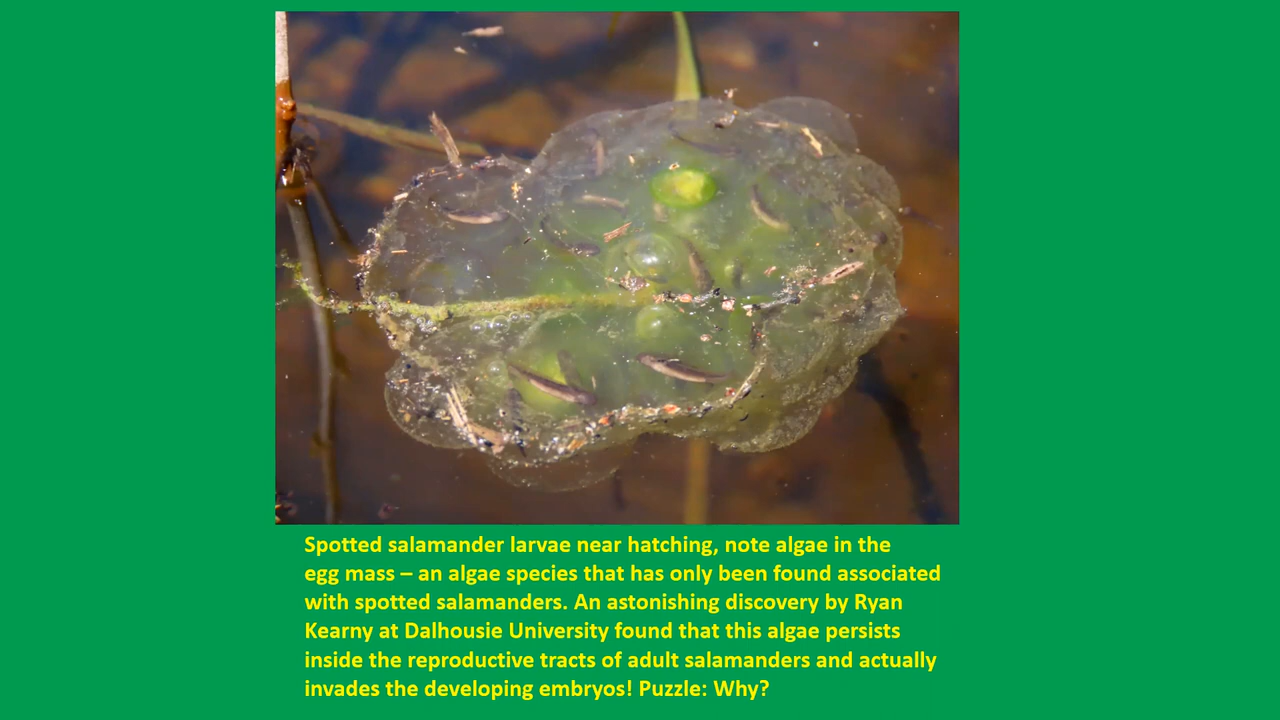 Spotted salamander larvae near hatching, note algae in the
egg mass – an algae species that has only been found associated
with spotted salamanders. An astonishing discovery by Ryan
Kearny at Dalhousie University found that this algae persists
inside the reproductive tracts of adult salamanders and actually
invades the developing embryos! Puzzle: Why?